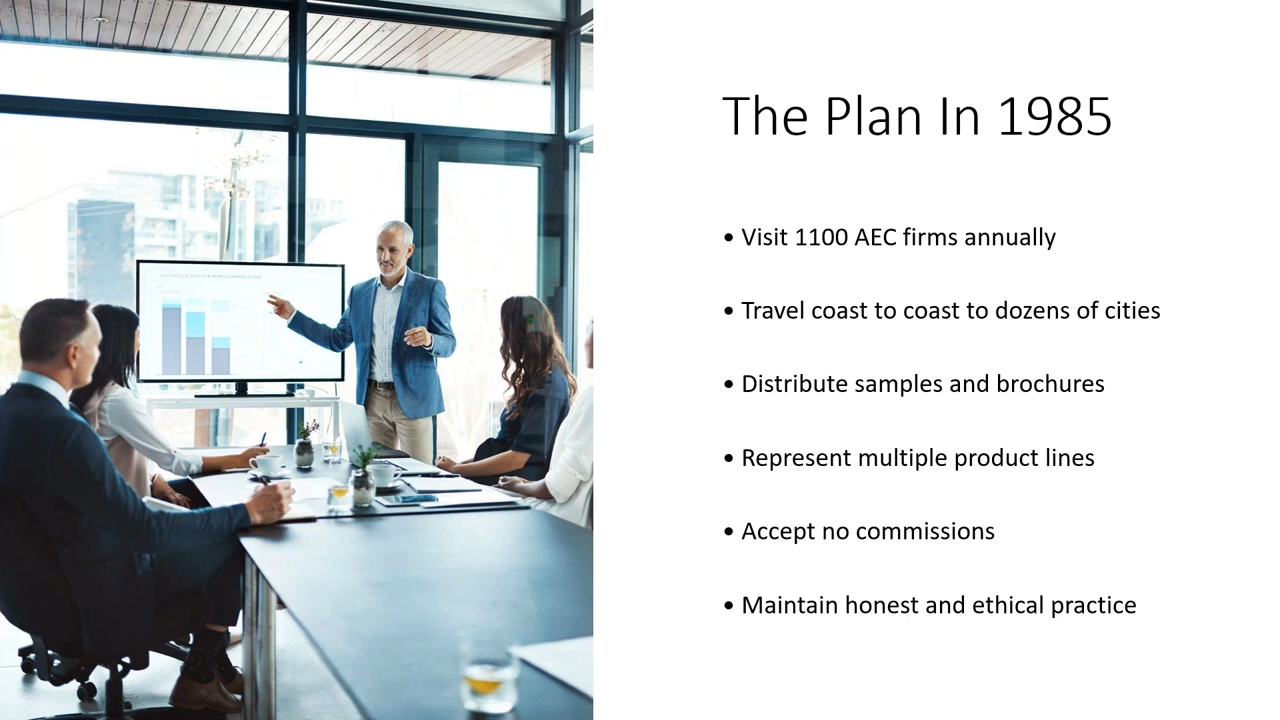 The Plan In 1985
• Visit 1100 AEC firms annually
• Travel coast to coast to dozens of cities
• Distribute samples and brochures
• Represent multiple product lines
• Accept no commissions
• Maintain honest and ethical practice